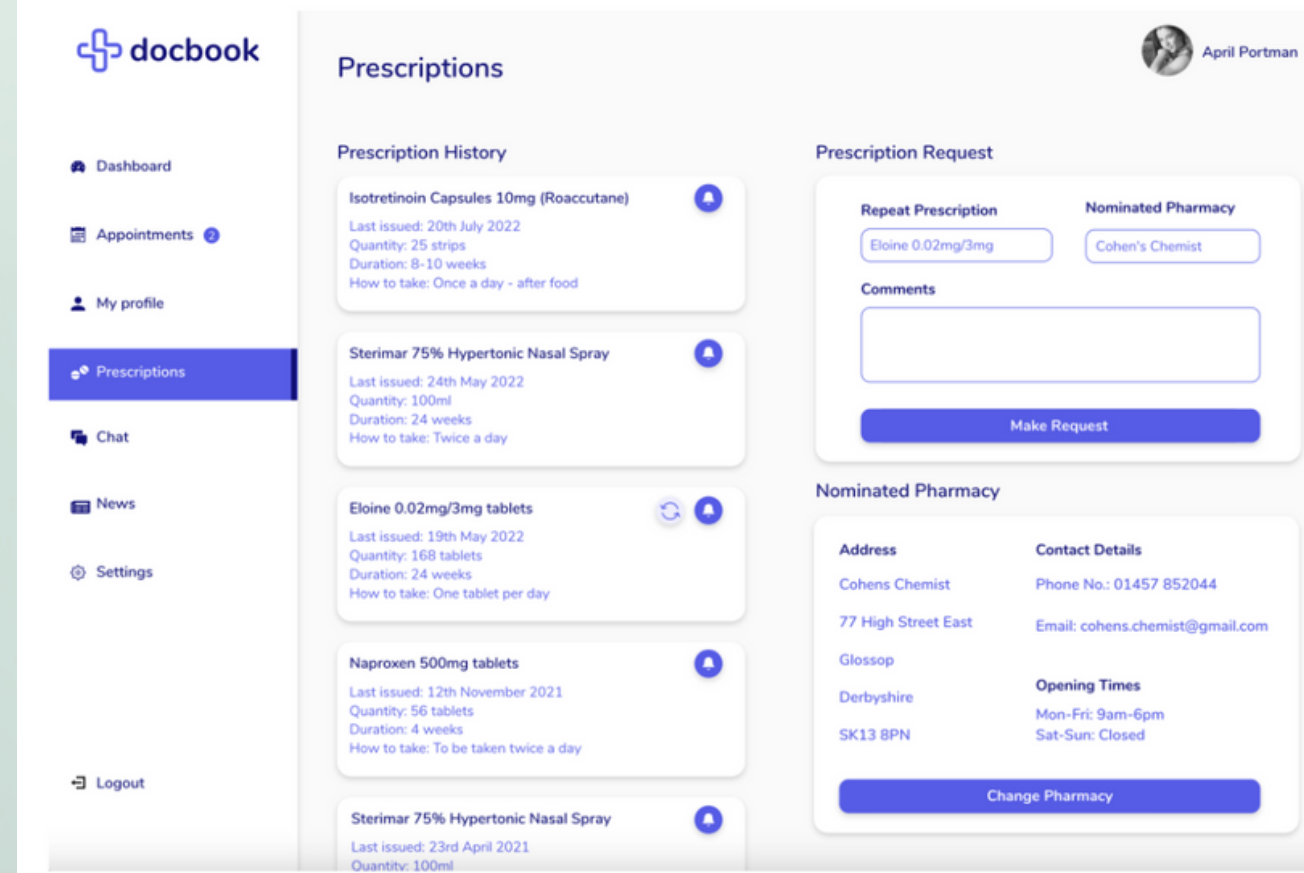 docbook
Dashboard
Appointments 2
My profile
Prescriptions
Chat
News
Settings
Logout
Prescriptions
April Portman
Prescription History
Isotretinoin Capsules 10mg (Roaccutane)
Last issued: 20th July 2022
Quantity: 25 strips
Duration: 8-10 weeks
How to take: Once a day - after food
Sterimar 75% Hypertonic Nasal Spray
Last issued: 24th May 2022
Quantity: 100ml
Duration: 24 weeks
How to take: Twice a day
Eloine 0.02mg/3mg tablets
Last issued: 19th May 2022
Quantity: 168 tablets
Duration: 24 weeks
How to take: One tablet per day
Naproxen 500mg tablets
Last issued: 12th November 2021
Quantity: 56 tablets
Duration: 4 weeks
How to take: To be taken twice a day
Sterimar 75% Hypertonic Nasal Spray
Last issued: 23rd April 2021
Quantity: 100ml
Prescription Request
Repeat Prescription
Eloine 0.02mg/3mg
Nominated Pharmacy
Cohen's Chemist
Comments
Make Request
Nominated Pharmacy
Address
Cohens Chemist
77 High Street East
Glossop
Derbyshire
SK13 8PN
Contact Details
Phone No.: 01457 852044
Email: cohens.chemist@gmail.com
Opening Times
Mon-Fri: 9am-6pm
Sat-Sun: Closed
Change Pharmacy